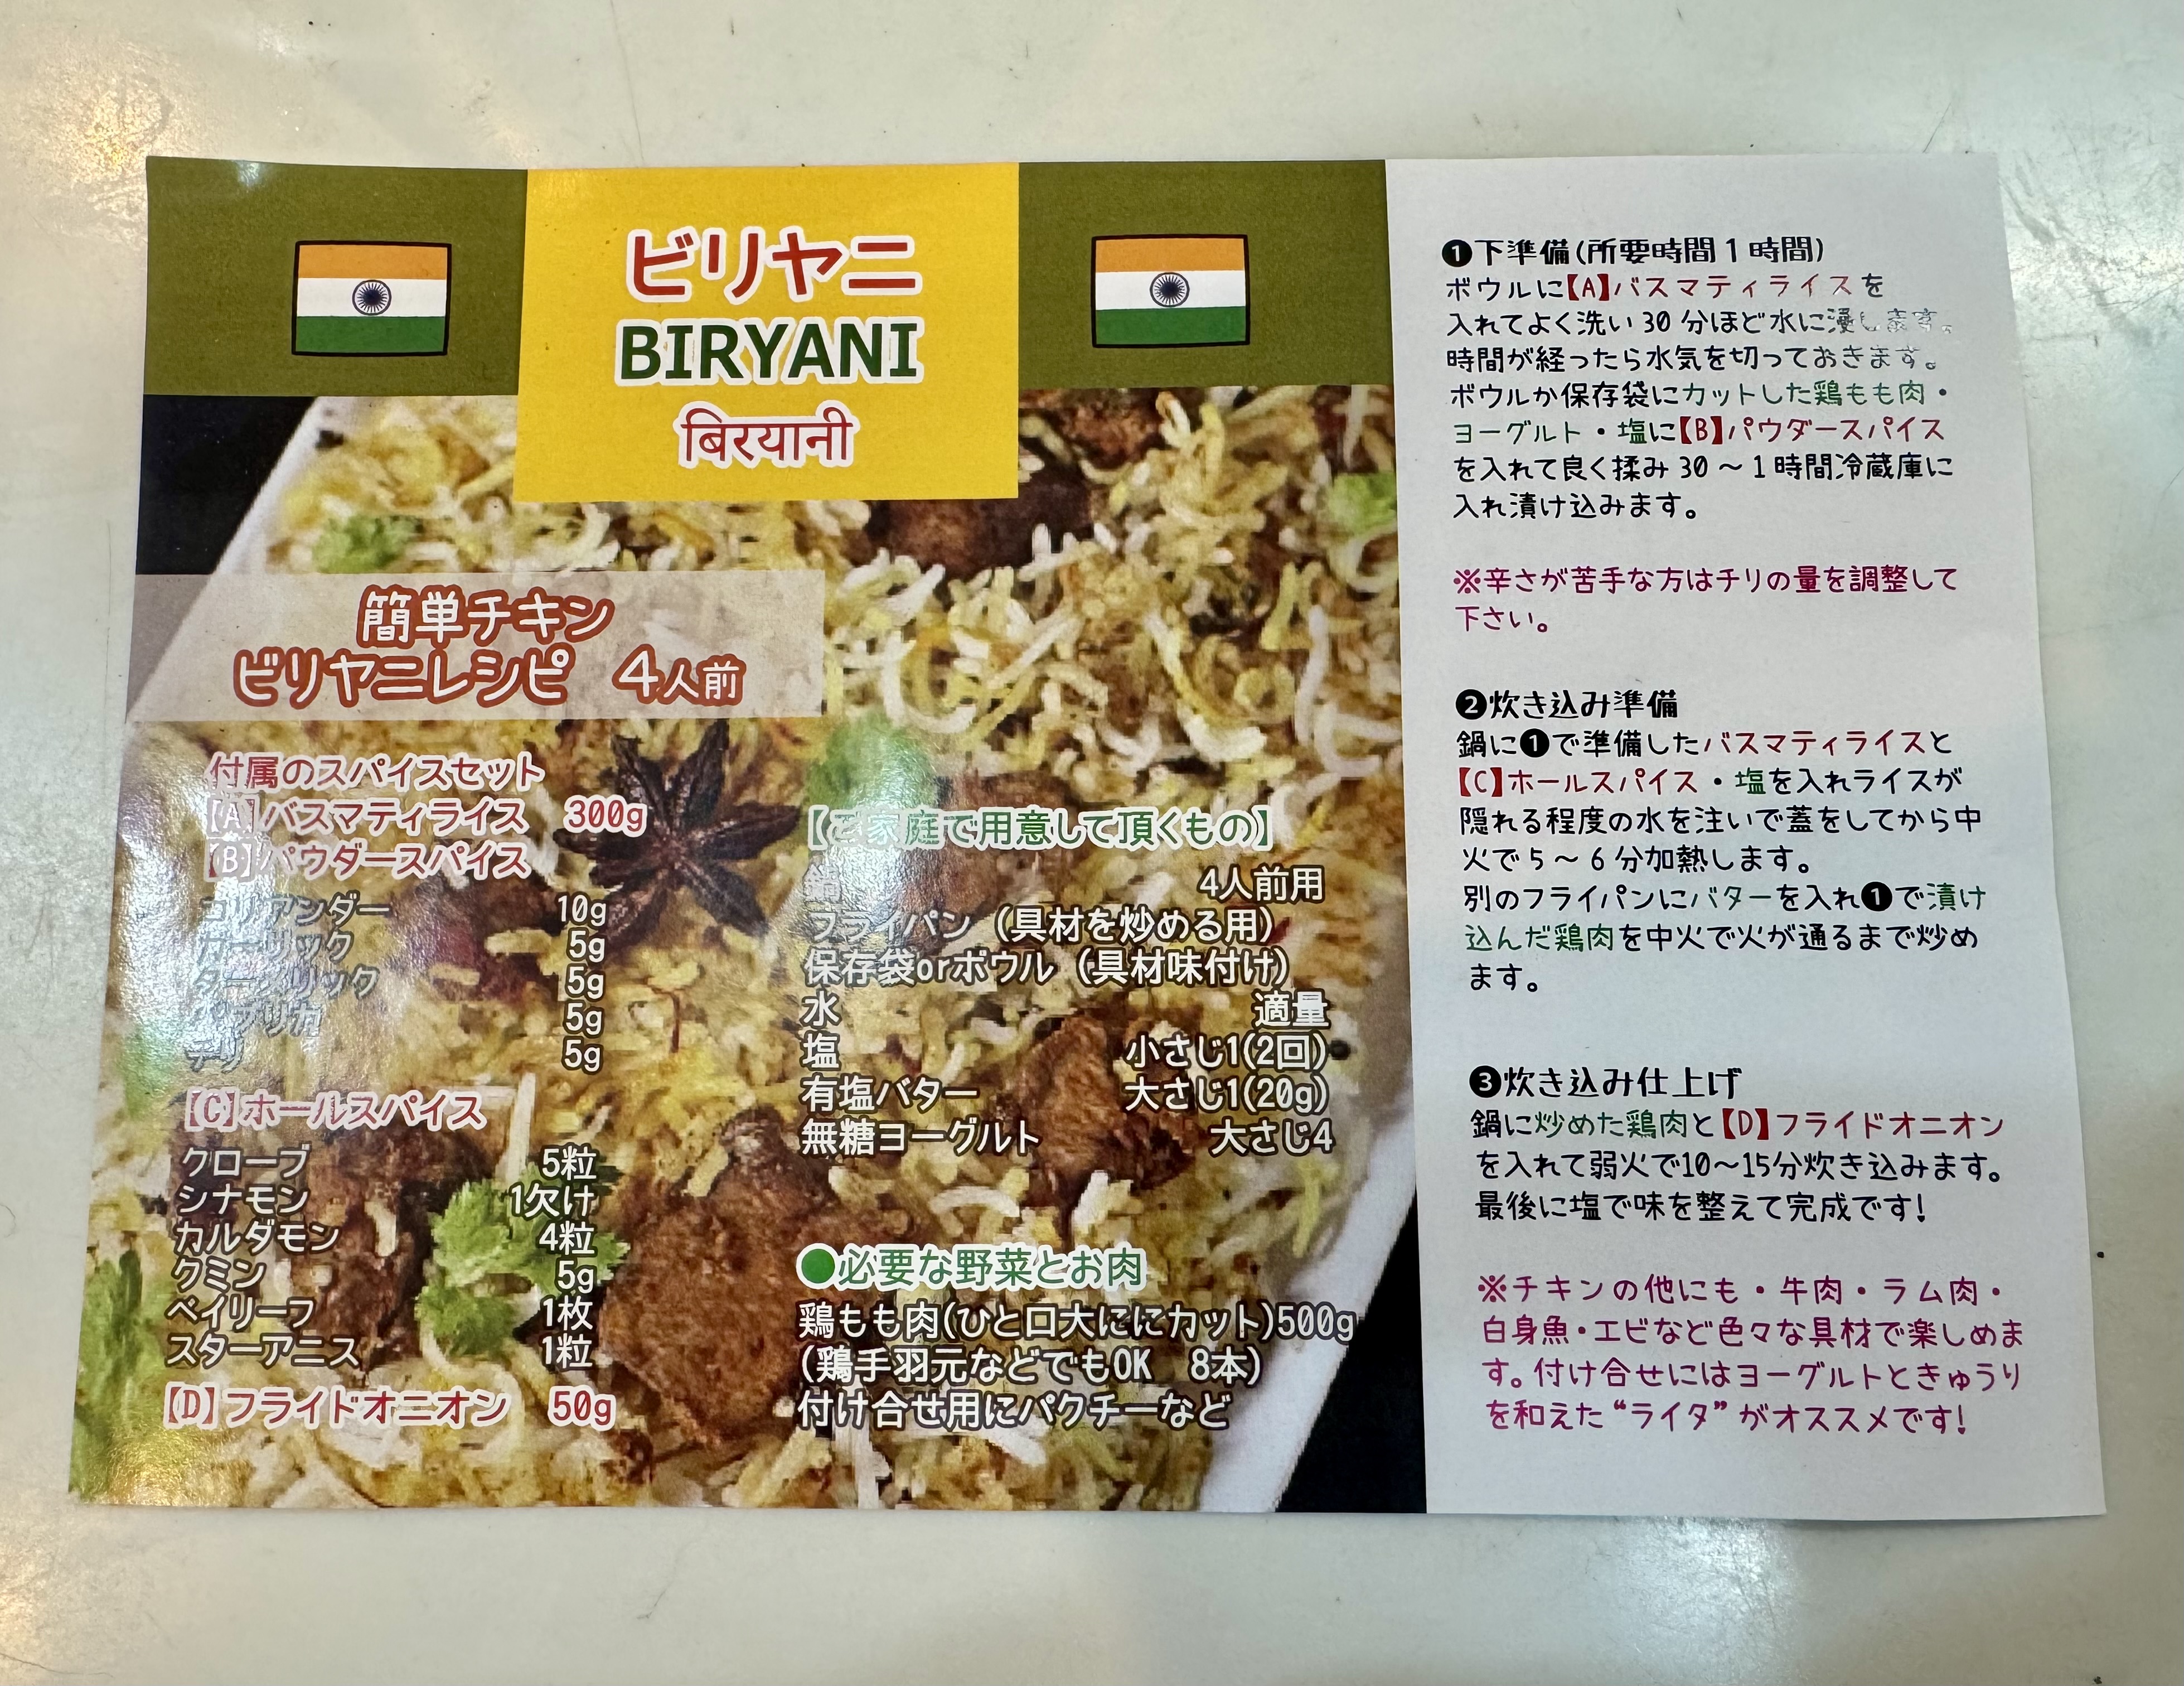 ビリヤニ
BIRYANI
बिरयानी
簡単チキン
ビリヤニレシピ 4人前
付属のスパイスセット
【A】バスマティライス 300g
【B】パウダースパイス
コリアンダー 10g
ガーリック 5g
ターメリック 5g
パプリカ 5g
チリ 5g
【C】ホールスパイス
クローブ 5粒
シナモン 1欠け
カルダモン 4粒
クミン 5g
ベイリーフ 1枚
スターアニス 1粒
【D】フライドオニオン 50g
【ご家庭で用意して頂くもの】
鍋 4人前用
フライパン（具材を炒める用）
保存袋orボウル（具材味付け）
水 適量
塩 小さじ1(2回)
有塩バター 大さじ1(20g)
無糖ヨーグルト 大さじ4
●必要な野菜とお肉
鶏もも肉(ひと口大ににカット)500g
(鶏手羽元などでもOK 8本)
付け合せ用にパクチーなど
❶下準備(所要時間1時間)
ボウルに【A】バスマティライスを
入れてよく洗い30分ほど水に浸します。
時間が経ったら水気を切っておきます。
ボウルか保存袋にカットした鶏もも肉・
ヨーグルト・塩に【B】パウダースパイス
を入れて良く揉み30～1時間冷蔵庫に
入れ漬け込みます。
※辛さが苦手な方はチリの量を調整して
下さい。
❷炊き込み準備
鍋に❶で準備したバスマティライスと
【C】ホールスパイス・塩を入れライスが
隠れる程度の水を注いで蓋をしてから中
火で5～6分加熱します。
別のフライパンにバターを入れ❶で漬け
込んだ鶏肉を中火で火が通るまで炒め
ます。
❸炊き込み仕上げ
鍋に炒めた鶏肉と【D】フライドオニオン
を入れて弱火で10～15分炊き込みます。
最後に塩で味を整えて完成です!
※チキンの他にも・牛肉・ラム肉・
白身魚・エビなど色々な具材で楽しめま
す。付け合せにはヨーグルトときゅうり
を和えた“ライタ”がオススメです!